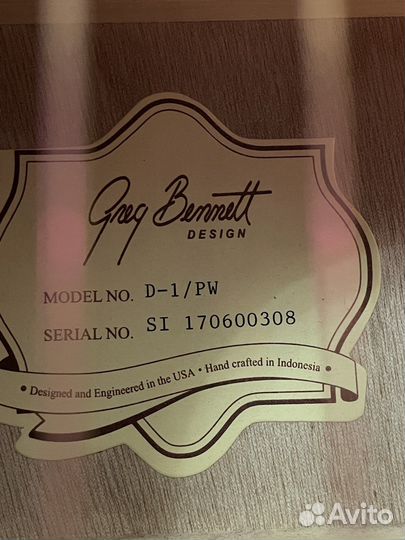 Greg Bennett
DESIGN
MODEL NO. D-1/PW
SERIAL NO. SI 170600308
• Designed and Engineered in the USA • Hand crafted in Indonesia •
Avito